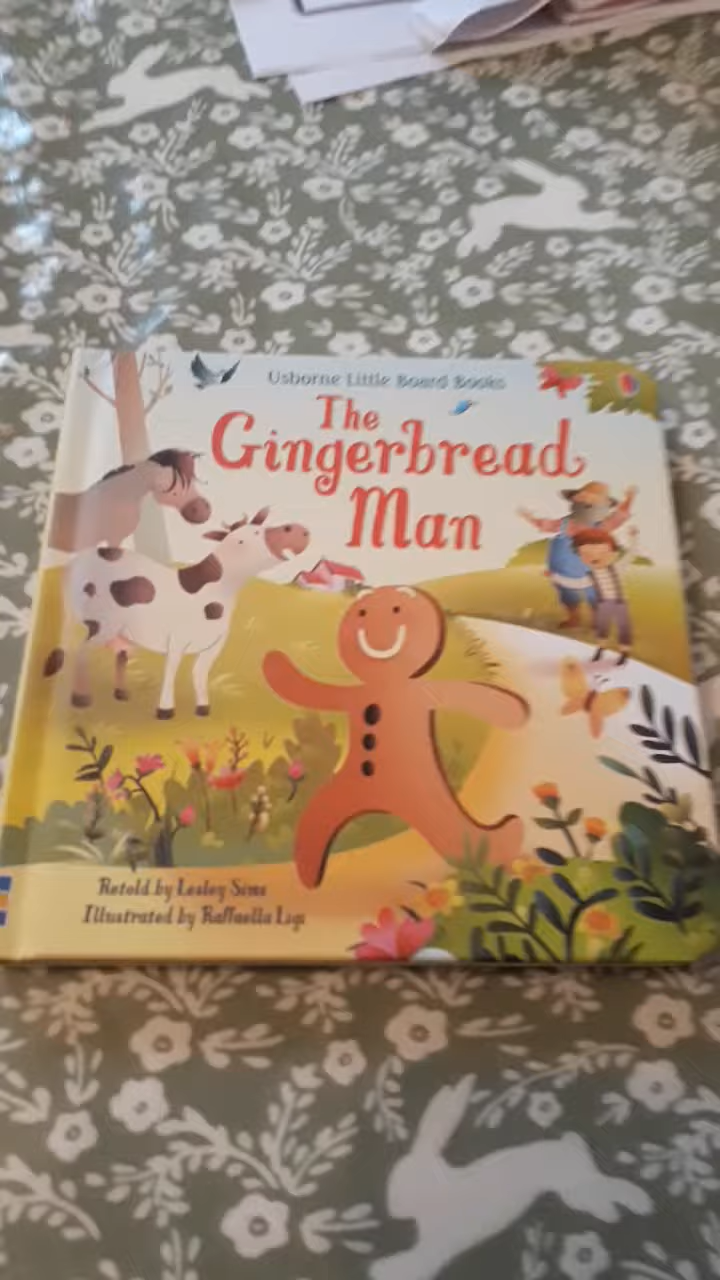 Usborne Little Board Books
The
Gingerbread
Man
Retold by Lesley Sims
Illustrated by Raffaella Ligi